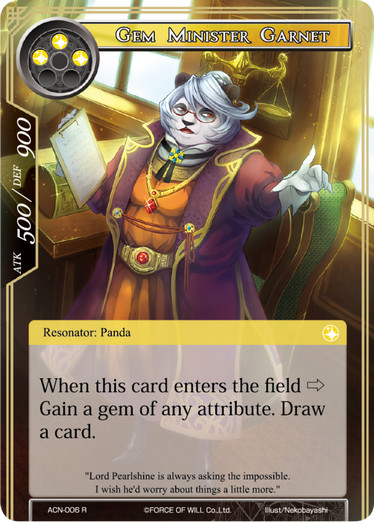 Gem Minister Garnet
ATK 500 / DEF 900
Resonator: Panda
When this card enters the field ⇨
Gain a gem of any attribute. Draw
a card.
"Lord Pearlshine is always asking the impossible.
I wish he'd worry about things a little more."
ACN-006 R ©FORCE OF WILL Co.,Ltd. Illust/Nekobayashi